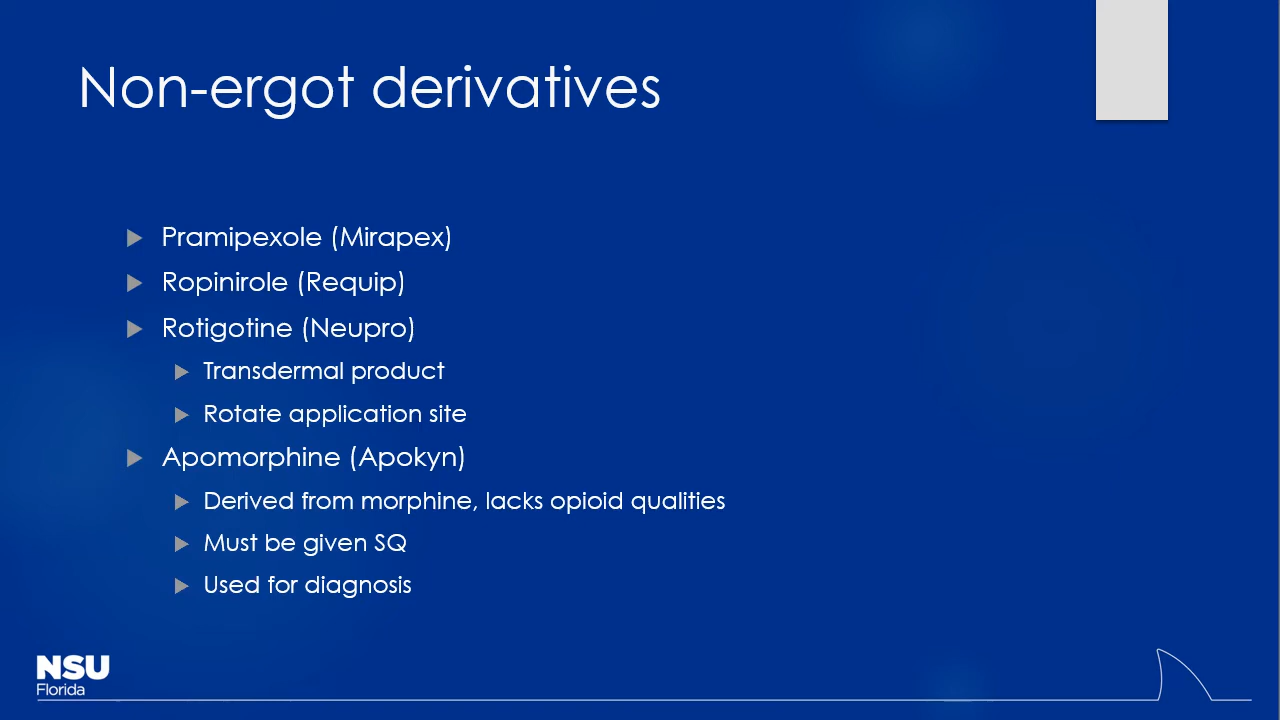 Non-ergot derivatives
Pramipexole (Mirapex)
Ropinirole (Requip)
Rotigotine (Neupro)
Transdermal product
Rotate application site
Apomorphine (Apokyn)
Derived from morphine, lacks opioid qualities
Must be given SQ
Used for diagnosis
NSU
Florida